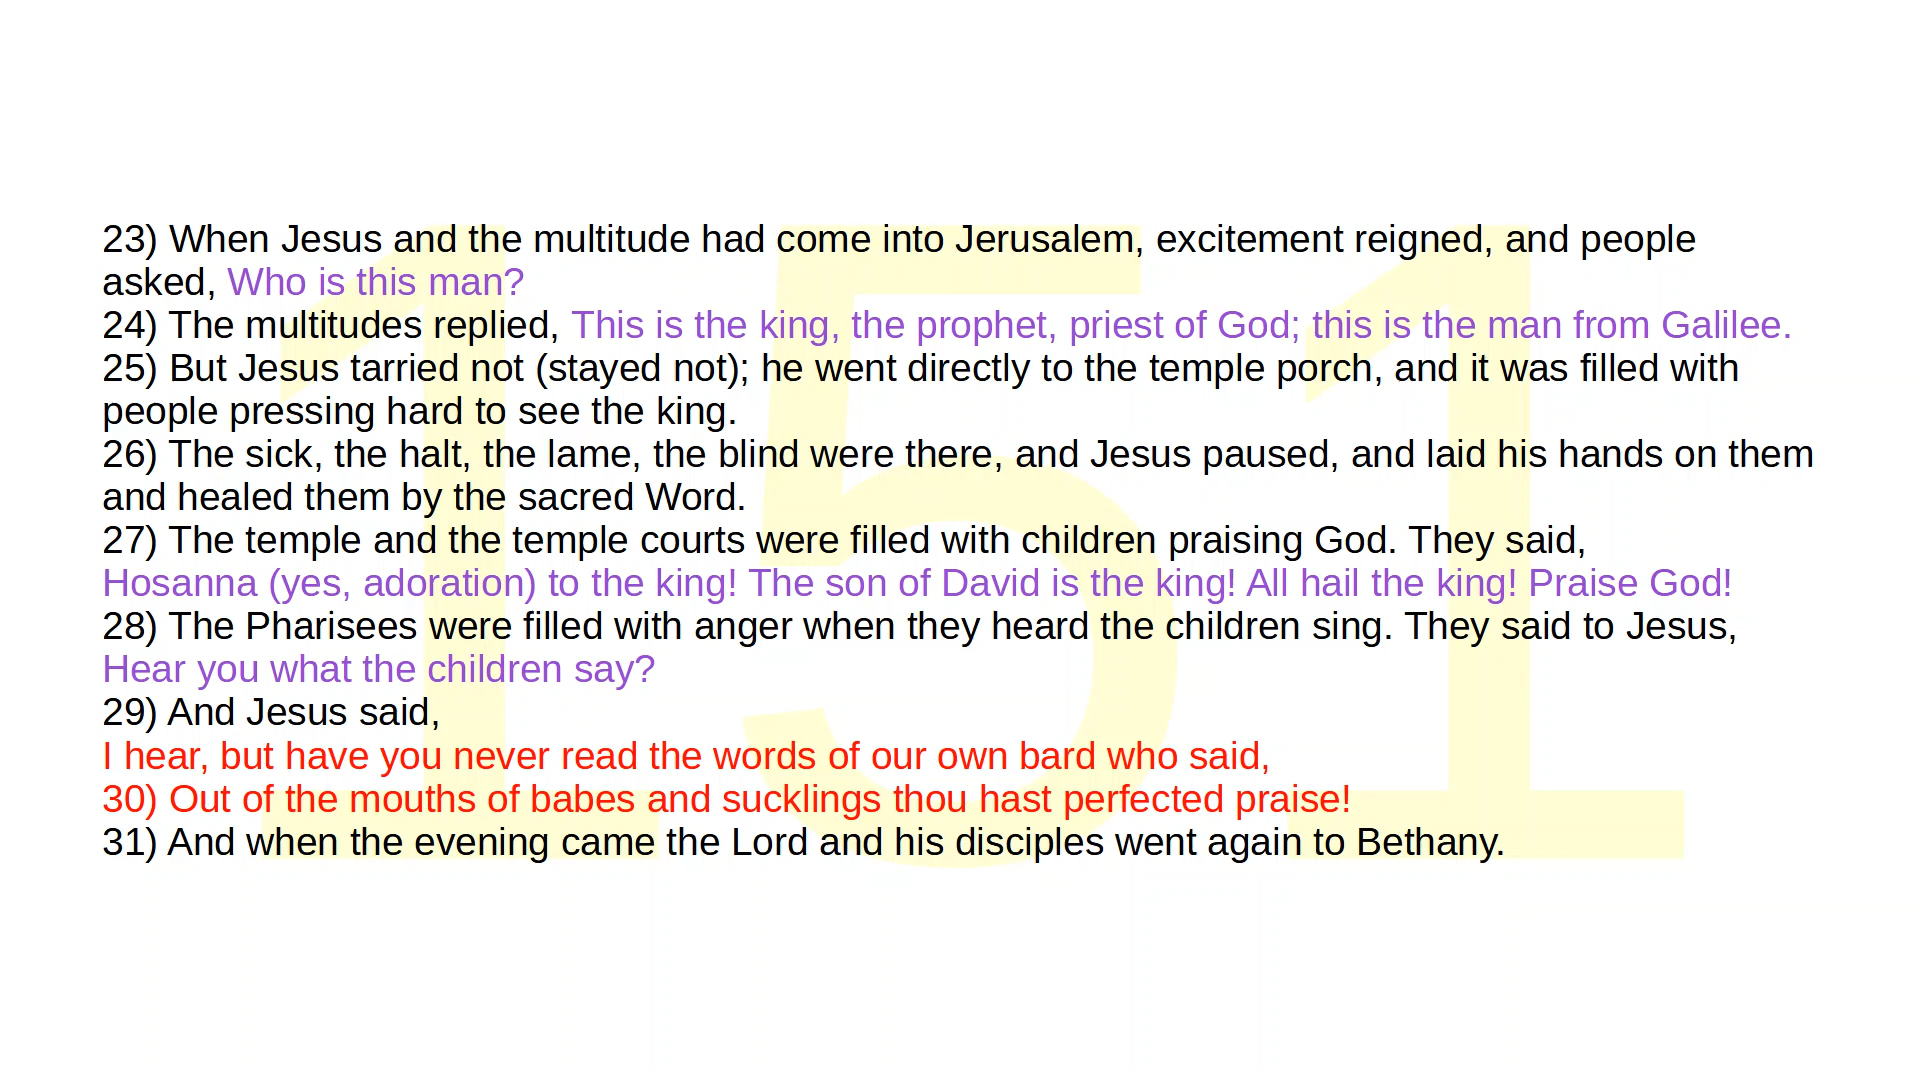 23) When Jesus and the multitude had come into Jerusalem, excitement reigned, and people
asked, Who is this man?
24) The multitudes replied, This is the king, the prophet, priest of God; this is the man from Galilee.
25) But Jesus tarried not (stayed not); he went directly to the temple porch, and it was filled with
people pressing hard to see the king.
26) The sick, the halt, the lame, the blind were there, and Jesus paused, and laid his hands on them
and healed them by the sacred Word.
27) The temple and the temple courts were filled with children praising God. They said,
Hosanna (yes, adoration) to the king! The son of David is the king! All hail the king! Praise God!
28) The Pharisees were filled with anger when they heard the children sing. They said to Jesus,
Hear you what the children say?
29) And Jesus said,
I hear, but have you never read the words of our own bard who said,
30) Out of the mouths of babes and sucklings thou hast perfected praise!
31) And when the evening came the Lord and his disciples went again to Bethany.
151